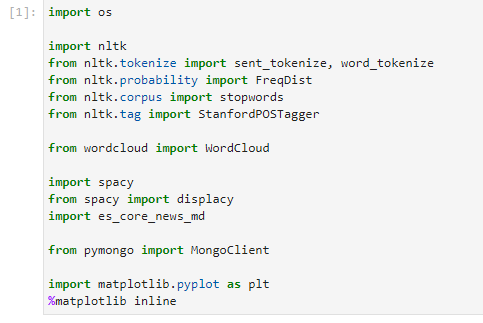 [1]: import os
import nltk
from nltk.tokenize import sent_tokenize, word_tokenize
from nltk.probability import FreqDist
from nltk.corpus import stopwords
from nltk.tag import StanfordPOSTagger
from wordcloud import WordCloud
import spacy
from spacy import displacy
import es_core_news_md
from pymongo import MongoClient
import matplotlib.pyplot as plt
%matplotlib inline